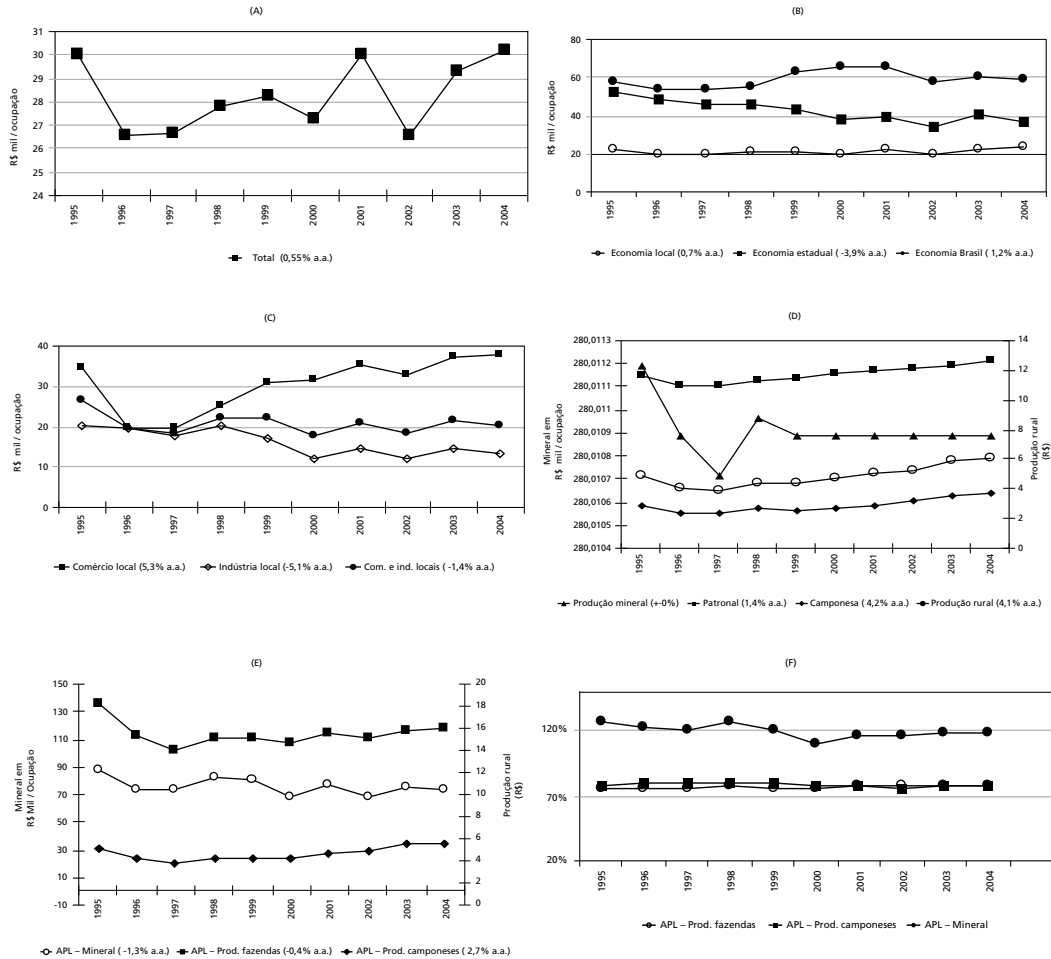 (A)
R$ mil / ocupação
31
30
29
28
27
26
25
24
1995 1996 1997 1998 1999 2000 2001 2002 2003 2004
Total (0,55% a.a.)
(B)
R$ mil / ocupação
80
60
40
20
0
1995 1996 1997 1998 1999 2000 2001 2002 2003 2004
Economia local (0,7% a.a.) Economia estadual ( -3,9% a.a.) Economia Brasil ( 1,2% a.a.)
(C)
R$ mil / ocupação
40
30
20
10
0
1995 1996 1997 1998 1999 2000 2001 2002 2003 2004
Comércio local (5,3% a.a.) Indústria local (-5,1% a.a.) Com. e ind. locais ( -1,4% a.a.)
(D)
Mineral em
R$ mil / ocupação
280,0113
280,0112
280,0111
280,011
280,0109
280,0108
280,0107
280,0106
280,0105
280,0104
14
12
10
8
6
4
2
0
Produção rural
(R$)
1995 1996 1997 1998 1999 2000 2001 2002 2003 2004
Produção mineral (+-0%) Patronal (1,4% a.a.) Camponesa ( 4,2% a.a.) Produção rural (4,1% a.a.)
(E)
Mineral em
R$ Mil / Ocupação
150
130
110
90
70
50
30
10
-10
20
18
16
14
12
10
8
6
4
2
0
Produção rural
(R$)
1995 1996 1997 1998 1999 2000 2001 2002 2003 2004
APL – Mineral ( -1,3% a.a.) APL – Prod. fazendas (-0,4% a.a.) APL – Prod. camponeses ( 2,7% a.a.)
(F)
120%
70%
20%
1995 1996 1997 1998 1999 2000 2001 2002 2003 2004
APL – Prod. fazendas APL – Prod. camponeses APL – Mineral